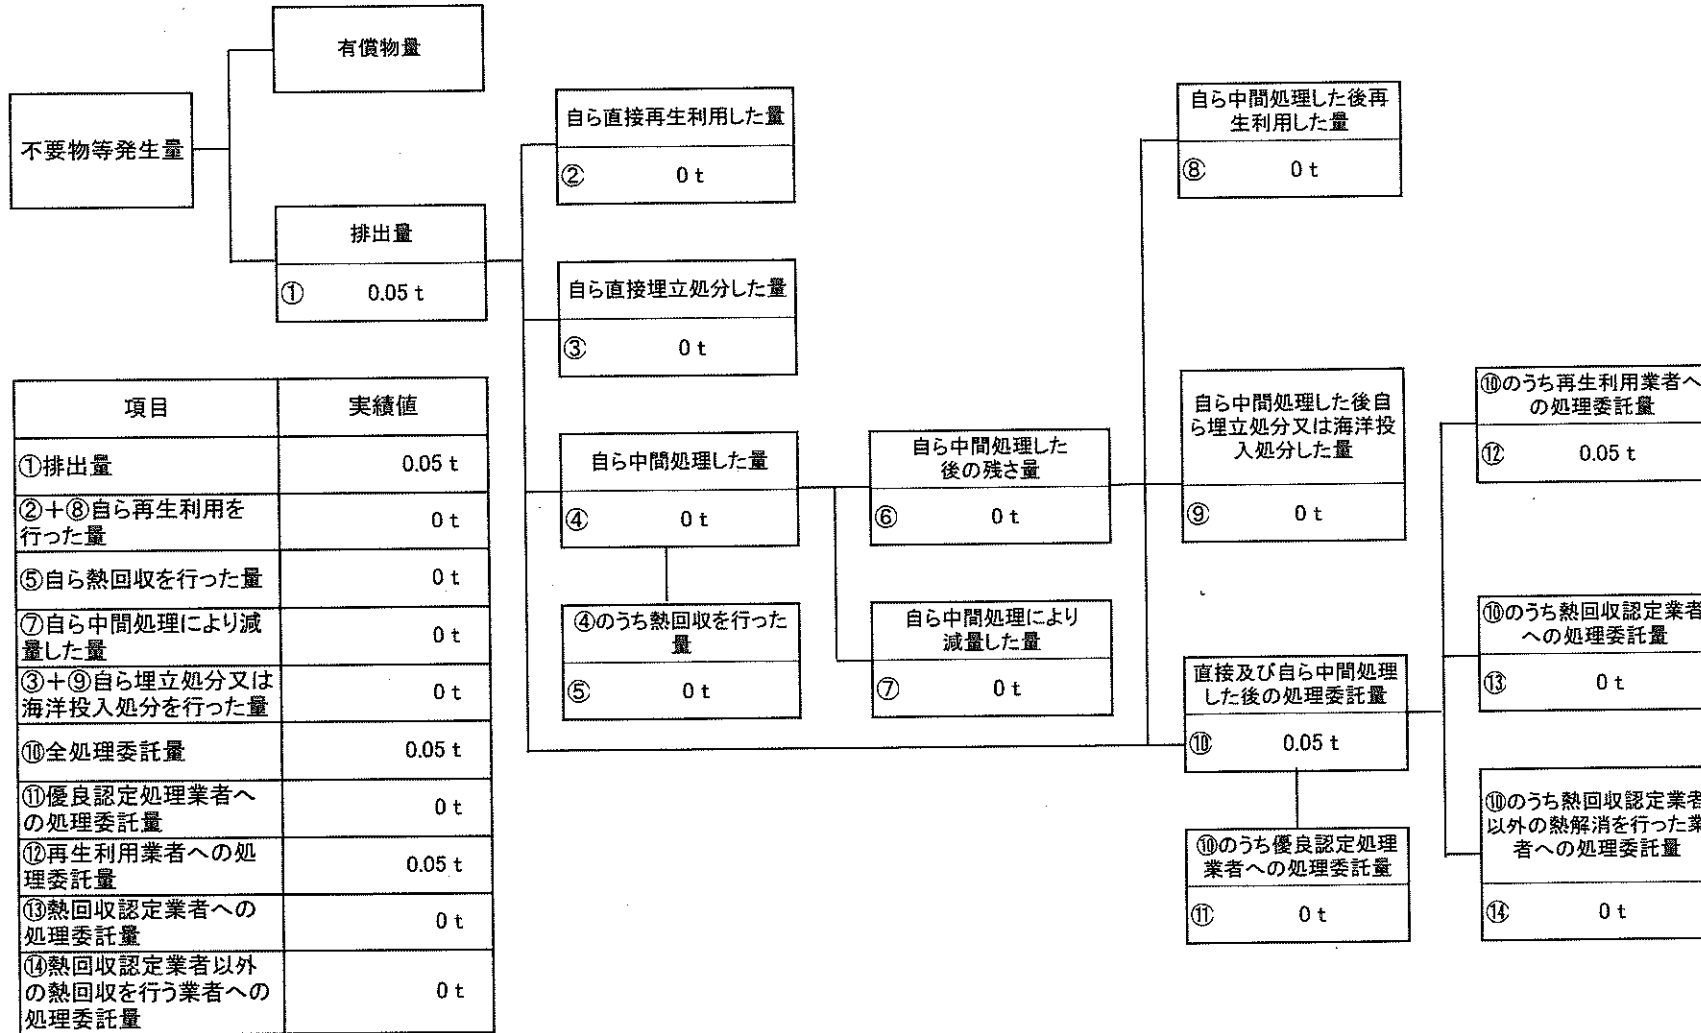 有償物量
不要物等発生量
排出量
① 0.05 t
自ら直接再生利用した量
② 0 t
自ら直接埋立処分した量
③ 0 t
自ら中間処理した量
④ 0 t
④のうち熱回収を行った
量
⑤ 0 t
自ら中間処理した
後の残さ量
⑥ 0 t
自ら中間処理により
減量した量
⑦ 0 t
自ら中間処理した後再
生利用した量
⑧ 0 t
自ら中間処理した後自
ら埋立処分又は海洋投
入処分した量
⑨ 0 t
直接及び自ら中間処理
した後の処理委託量
⑩ 0.05 t
⑩のうち優良認定処理
業者への処理委託量
⑪ 0 t
⑩のうち再生利用業者へ
の処理委託量
⑫ 0.05 t
⑩のうち熱回収認定業者
への処理委託量
⑬ 0 t
⑩のうち熱回収認定業者
以外の熱解消を行った業
者への処理委託量
⑭ 0 t
項目 実績値
①排出量 0.05 t
②＋⑧自ら再生利用を
行った量 0 t
⑤自ら熱回収を行った量 0 t
⑦自ら中間処理により減
量した量 0 t
③＋⑨自ら埋立処分又は
海洋投入処分を行った量 0 t
⑩全処理委託量 0.05 t
⑪優良認定処理業者へ
の処理委託量 0 t
⑫再生利用業者への処
理委託量 0.05 t
⑬熱回収認定業者への
処理委託量 0 t
⑭熱回収認定業者以外
の熱回収を行う業者への
処理委託量 0 t